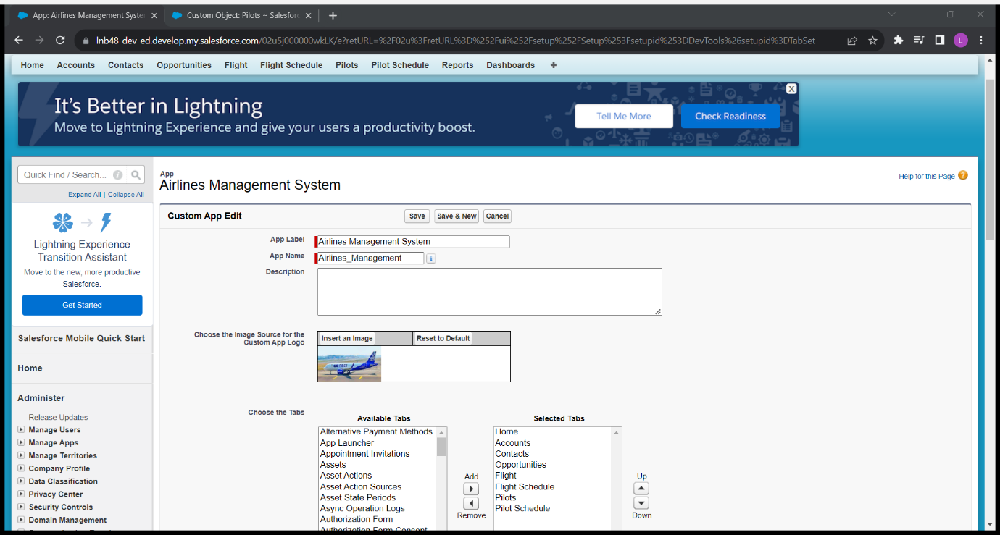 App: Airlines Management Syste
Custom Object: Pilots ~ Salesforc
lnb48-dev-ed.develop.my.salesforce.com/02u5j000000wkLK/e?retURL=%2F02u%3FretURL%3D%252Fui%252Fsetup%252FSetup%253Fsetupid%253DDevTools%26setupid%3DTabSet
L
Home Accounts Contacts Opportunities Flight Flight Schedule Pilots Pilot Schedule Reports Dashboards +
It's Better in Lightning
Move to Lightning Experience and give your users a productivity boost.
Tell Me More
Check Readiness
X
Quick Find / Search...
Expand All | Collapse All
Lightning Experience
Transition Assistant
Move to the new, more productive
Salesforce.
Get Started
Salesforce Mobile Quick Start
Home
Administer
Release Updates
Manage Users
Manage Apps
Manage Territories
Company Profile
Data Classification
Privacy Center
Security Controls
Domain Management
App
Airlines Management System
Help for this Page ?
Custom App Edit
Save
Save & New
Cancel
App Label
Airlines Management System
App Name
Airlines_Management
i
Description
Choose the Image Source for the
Custom App Logo
Insert an Image
Reset to Default
Choose the Tabs
Available Tabs
Alternative Payment Methods
App Launcher
Appointment Invitations
Assets
Asset Actions
Asset Action Sources
Asset State Periods
Async Operation Logs
Authorization Form
Authorization Form Consent
Add
Remove
Selected Tabs
Home
Accounts
Contacts
Opportunities
Flight
Flight Schedule
Pilots
Pilot Schedule
Up
Down